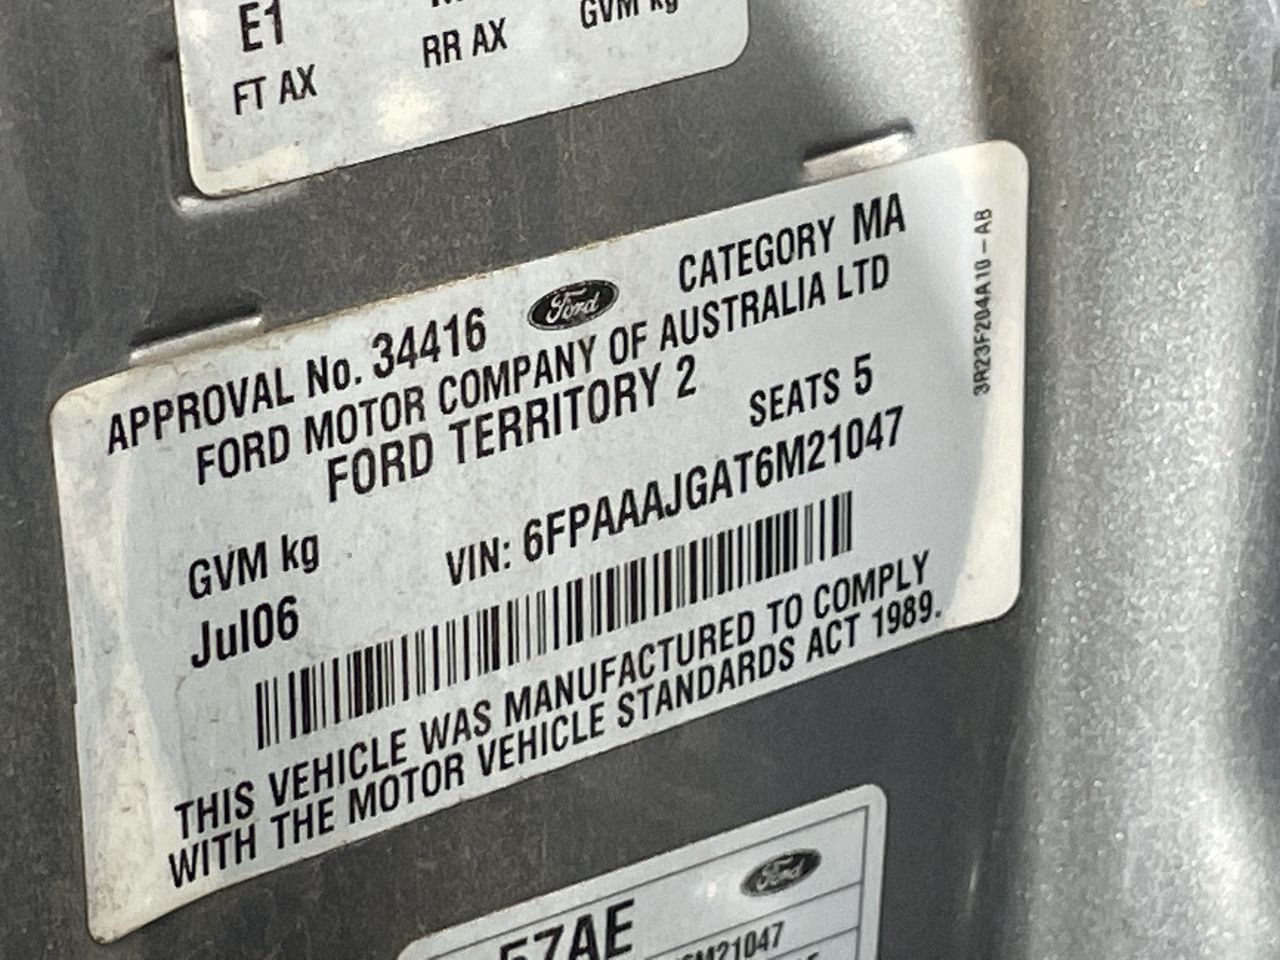 E1
FT AX
RR AX
GVM kg
APPROVAL No. 34416
Ford
CATEGORY MA
FORD MOTOR COMPANY OF AUSTRALIA LTD
FORD TERRITORY 2
SEATS 5
GVM kg
VIN: 6FPAAAJGAT6M21047
Jul06
THIS VEHICLE WAS MANUFACTURED TO COMPLY
WITH THE MOTOR VEHICLE STANDARDS ACT 1989.
3R23F204A10-AB
Ford
57AE
6M21047